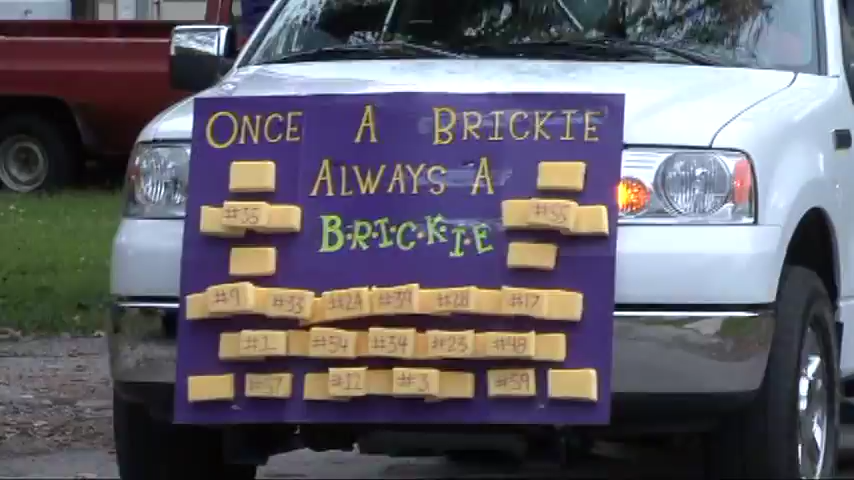 ONCE A BRICKIE
ALWAYS A
B·R·I·C·K·I·E
#35 #55
#9 #33 #24 #39 #28 #17
#1 #54 #34 #23 #48
#57 #12 #3 #59